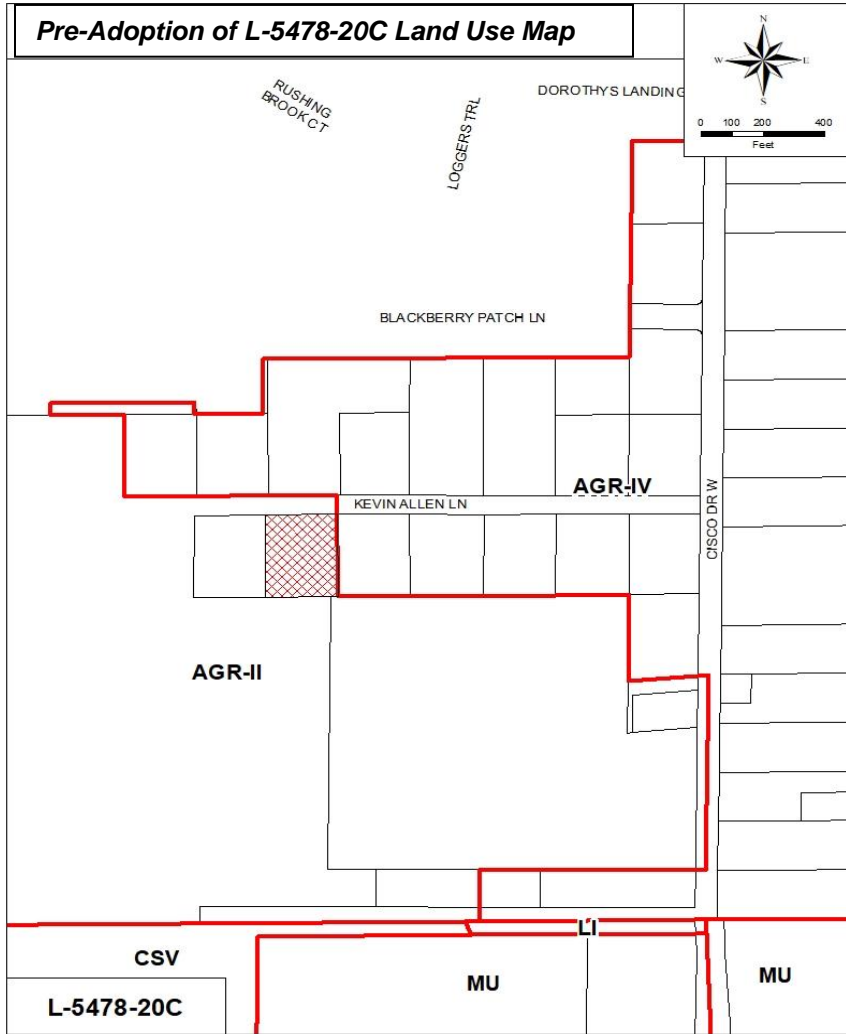 Pre-Adoption of L-5478-20C Land Use Map
N
W
E
S
0 100 200 400
Feet
RUSHING
BROOK CT
LOGGERS TRL
DOROTHYS LANDING
BLACKBERRY PATCH LN
AGR-IV
KEVIN ALLEN LN
CISCO DR W
AGR-II
LI
CSV
MU
MU
L-5478-20C